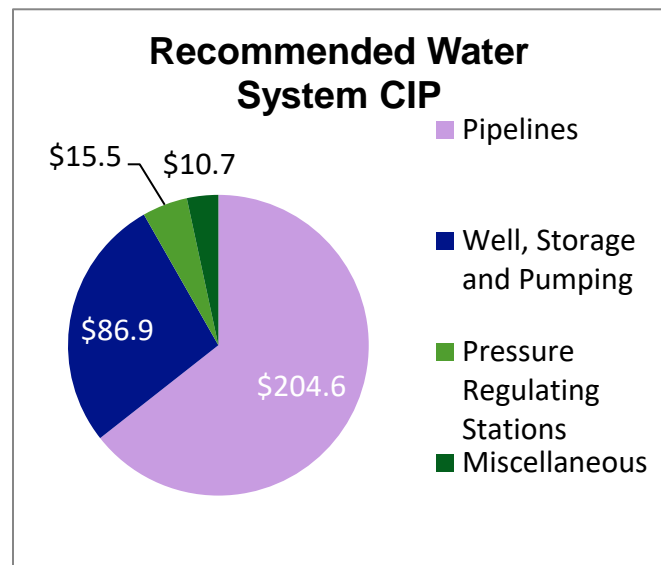 Recommended Water
System CIP
$15.5
$10.7
$86.9
$204.6
Pipelines
Well, Storage
and Pumping
Pressure
Regulating
Stations
Miscellaneous